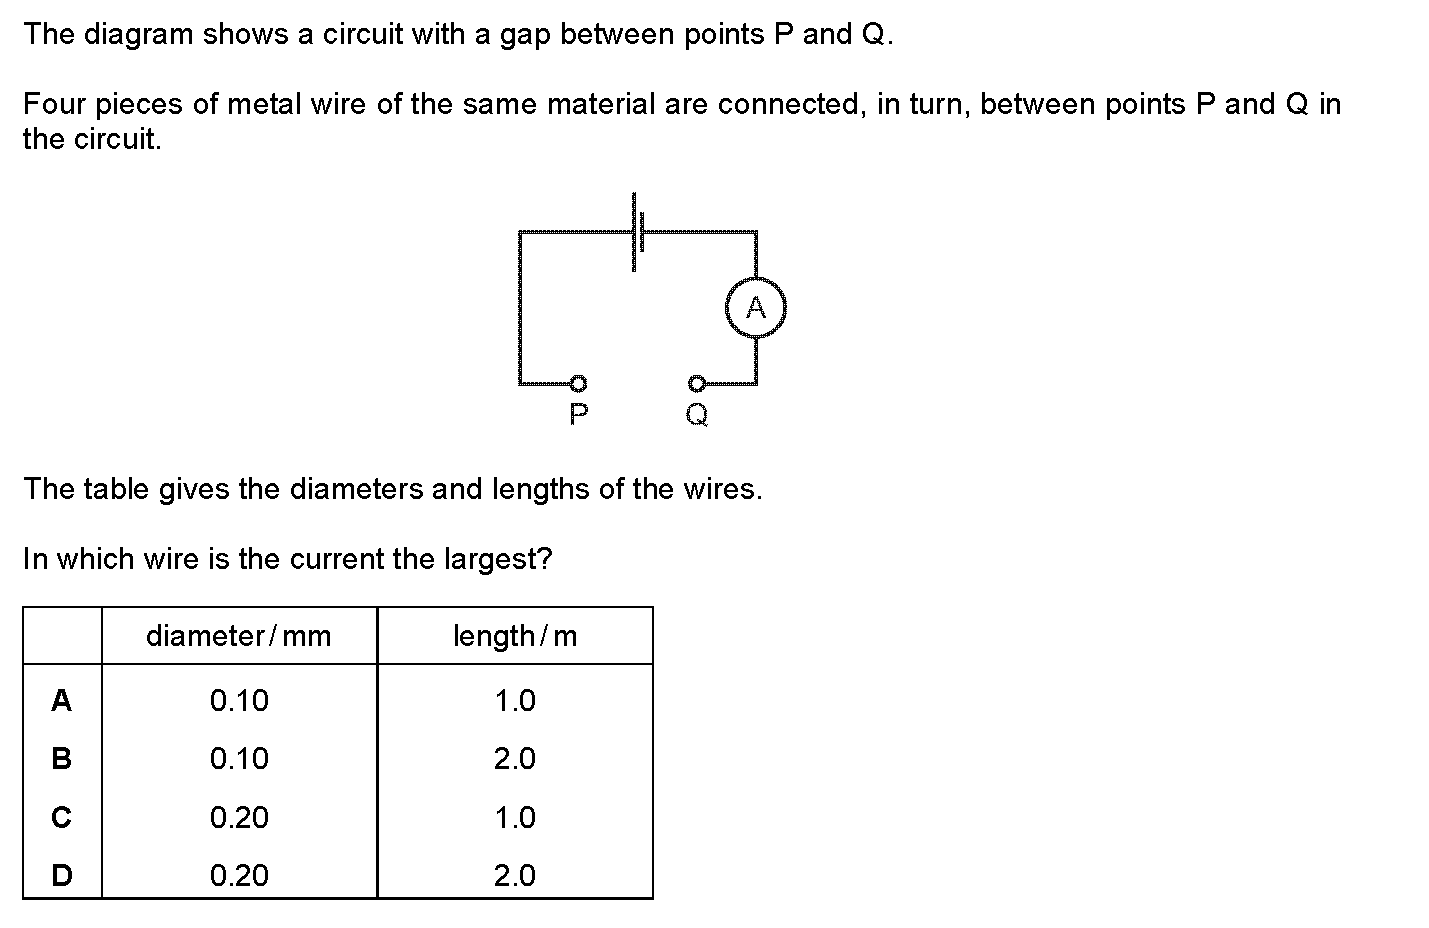 The diagram shows a circuit with a gap between points P and Q.
Four pieces of metal wire of the same material are connected, in turn, between points P and Q in
the circuit.
A
P Q
The table gives the diameters and lengths of the wires.
In which wire is the current the largest?
diameter / mm length / m
A 0.10 1.0
B 0.10 2.0
C 0.20 1.0
D 0.20 2.0